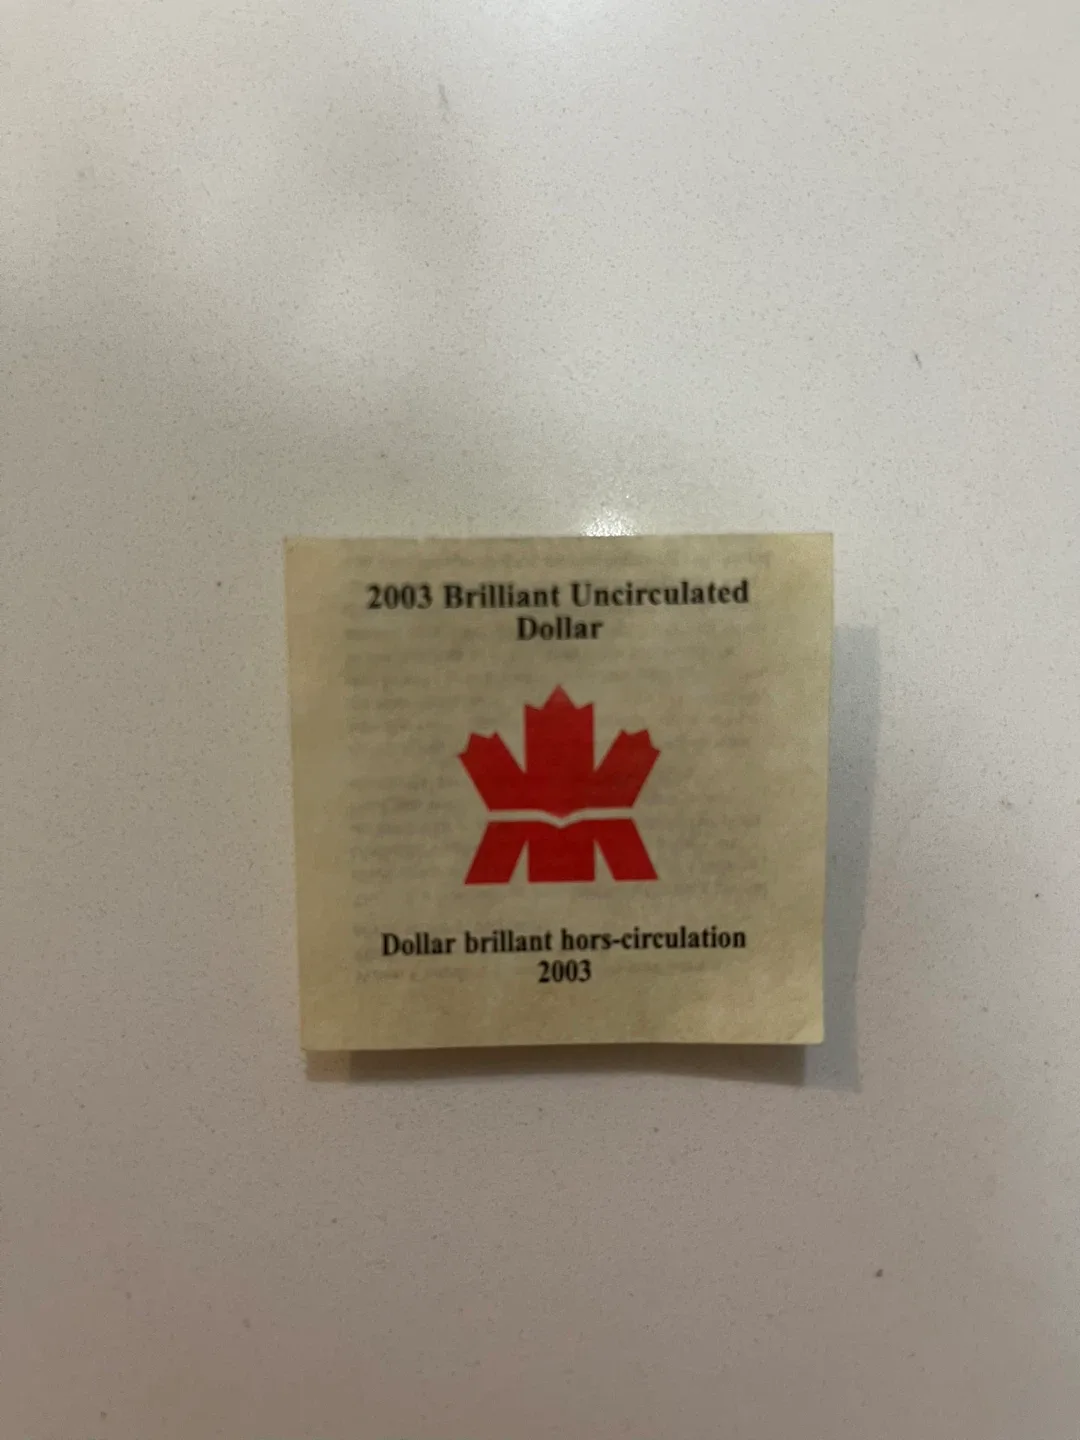 2003 Brilliant Uncirculated
Dollar
Dollar brillant hors-circulation
2003